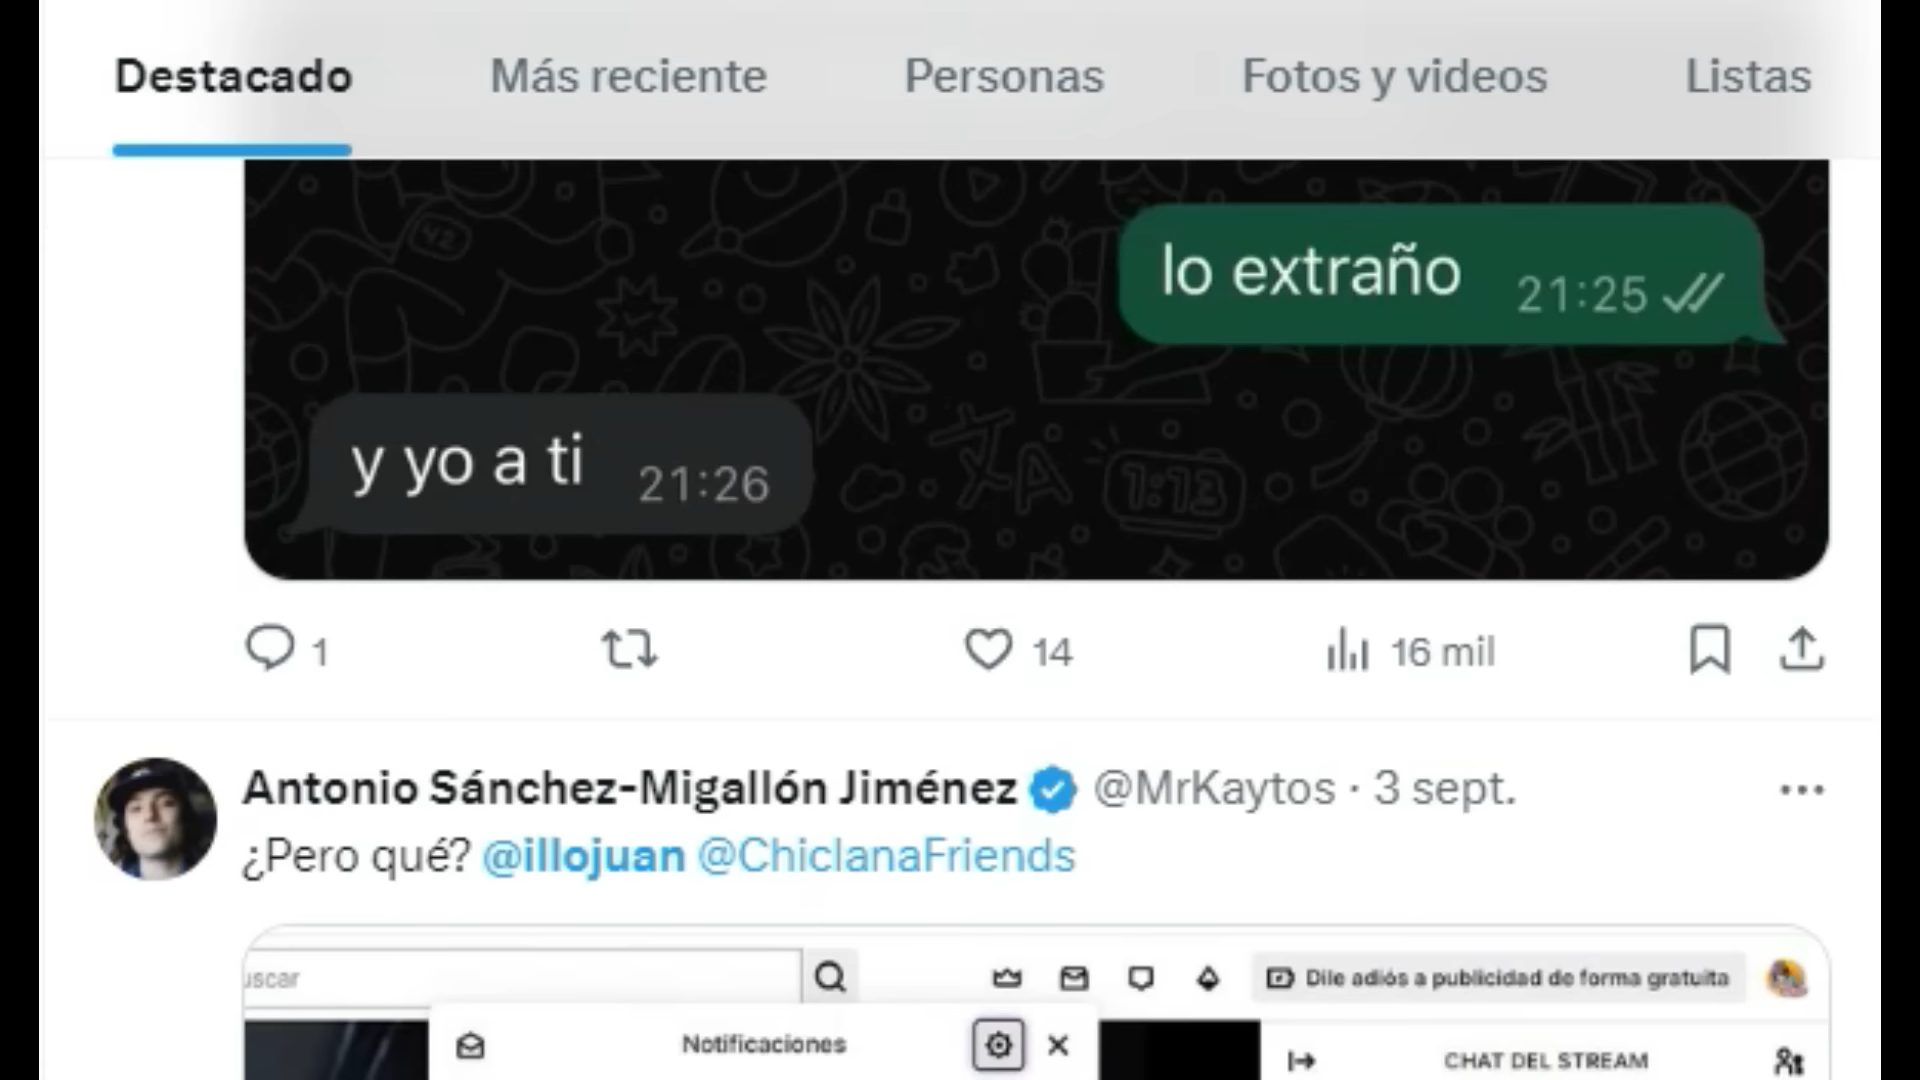 Destacado Más reciente Personas Fotos y videos Listas
lo extraño 21:25
y yo a ti 21:26
1 14 16 mil
Antonio Sánchez-Migallón Jiménez @MrKaytos · 3 sept.
¿Pero qué? @illojuan @ChiclanaFriends
uscar Dile adiós a publicidad de forma gratuita
Notificaciones
CHAT DEL STREAM